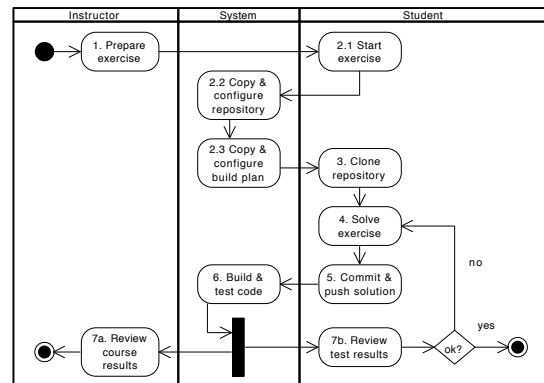 Instructor
System
Student
1. Prepare
exercise
2.1 Start
exercise
2.2 Copy &
configure
repository
2.3 Copy &
configure
build plan
3. Clone
repository
4. Solve
exercise
no
5. Commit &
push solution
6. Build &
test code
7a. Review
course
results
7b. Review
test results
ok?
yes